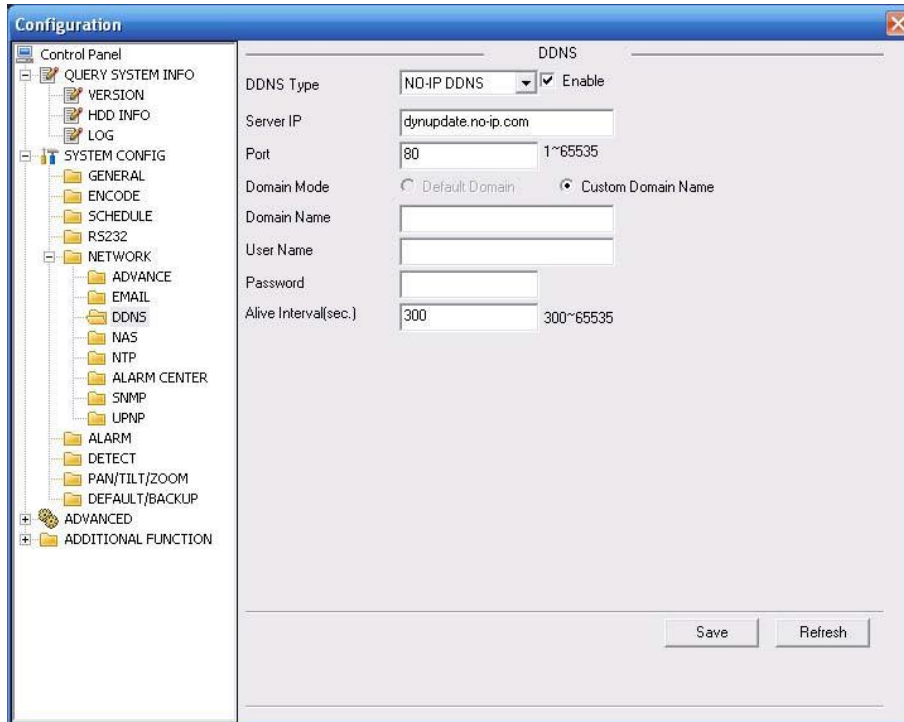 Configuration
Control Panel
QUERY SYSTEM INFO
VERSION
HDD INFO
LOG
SYSTEM CONFIG
GENERAL
ENCODE
SCHEDULE
RS232
NETWORK
ADVANCE
EMAIL
DDNS
NAS
NTP
ALARM CENTER
SNMP
UPNP
ALARM
DETECT
PAN/TILT/ZOOM
DEFAULT/BACKUP
ADVANCED
ADDITIONAL FUNCTION
DDNS
DDNS Type NO-IP DDNS Enable
Server IP dynupdate.no-ip.com
Port 80 1~65535
Domain Mode Default Domain Custom Domain Name
Domain Name
User Name
Password
Alive Interval(sec.) 300 300~65535
Save Refresh